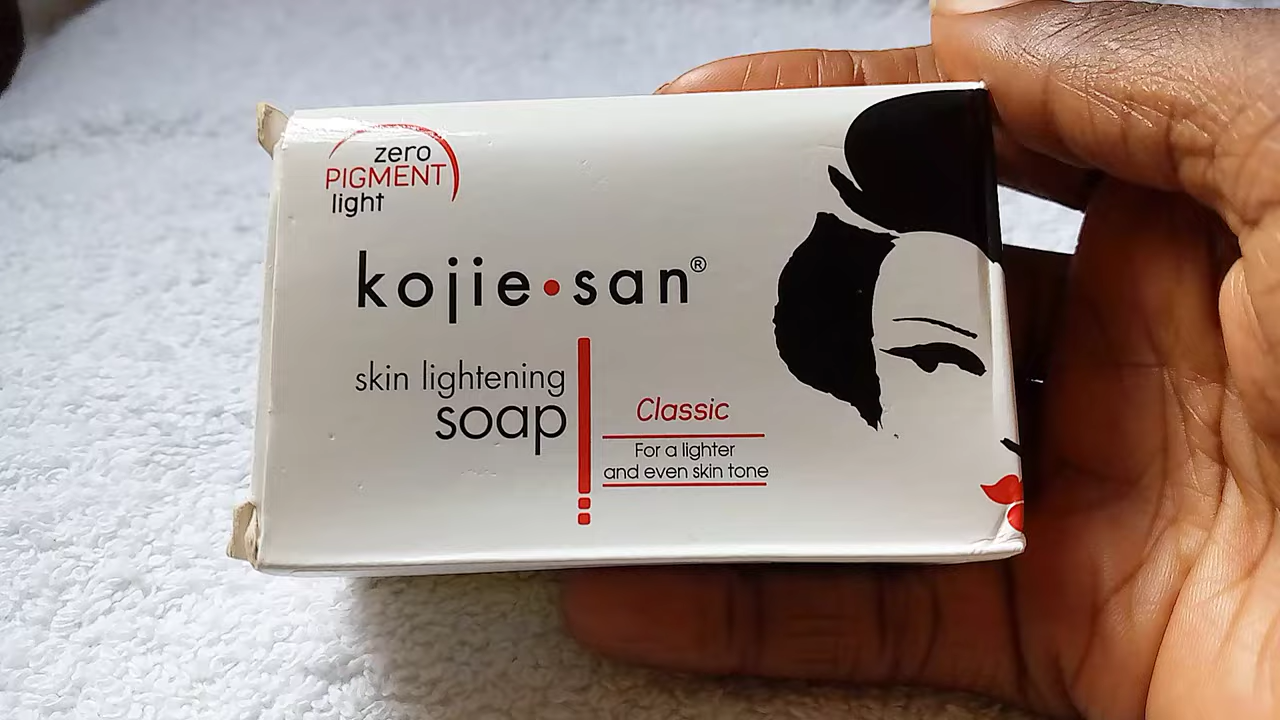 zero
PIGMENT
light
kojie•san®
skin lightening
soap
Classic
For a lighter
and even skin tone